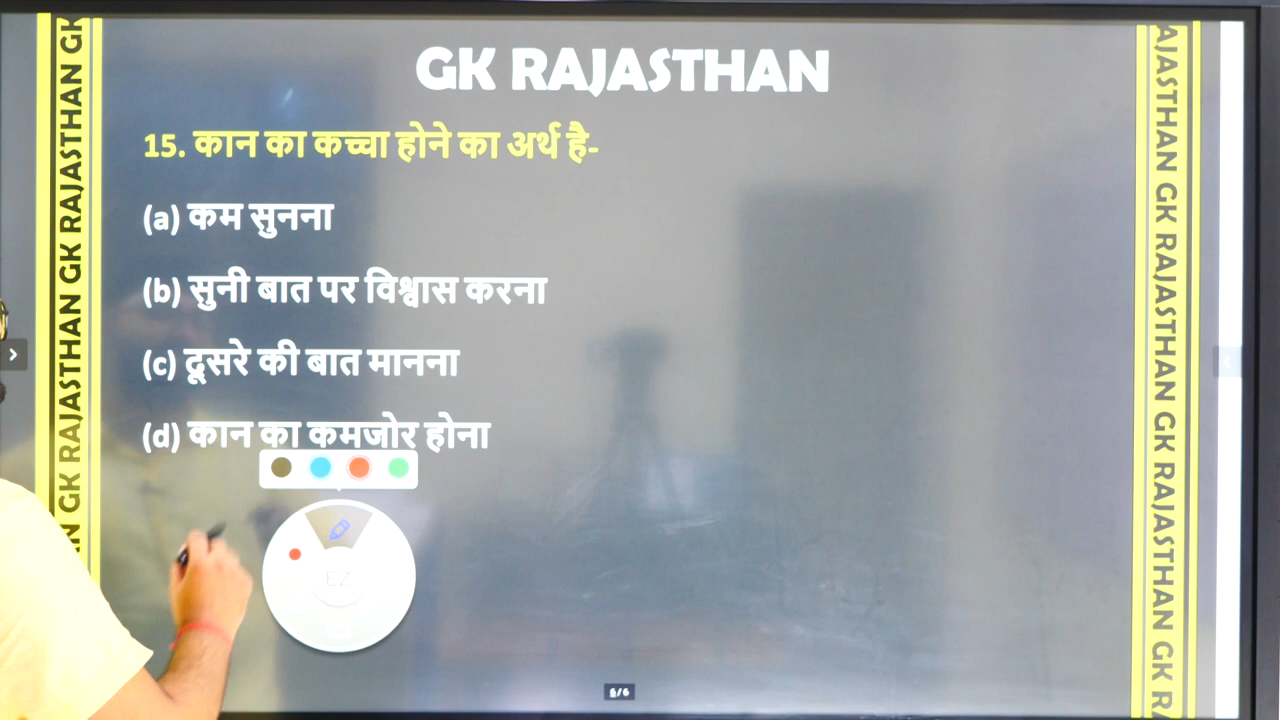 GK RAJASTHAN
15. कान का कच्चा होने का अर्थ है-
(a) कम सुनना
(b) सुनी बात पर विश्वास करना
(c) दूसरे की बात मानना
(d) कान का कमजोर होना
EZ
6/6
GK RAJASTHAN GK RAJASTHAN
RAJASTHAN GK RAJASTHAN GK RAJASTHAN GK